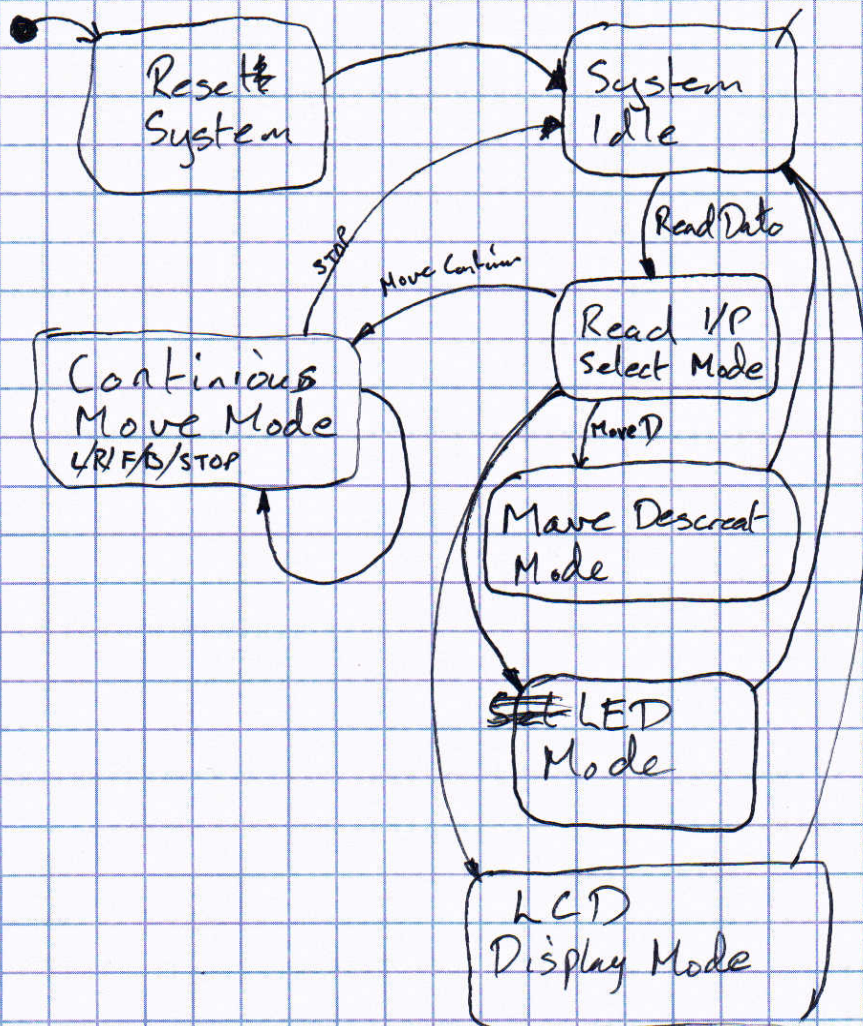 Reset
System
System
Idle
Read Data
STOP
Move Continu
Read I/P
Select Mode
Continious
Move Mode
L/R/F/B/STOP
Move D
Move Descreat
Mode
LED
Mode
LCD
Display Mode